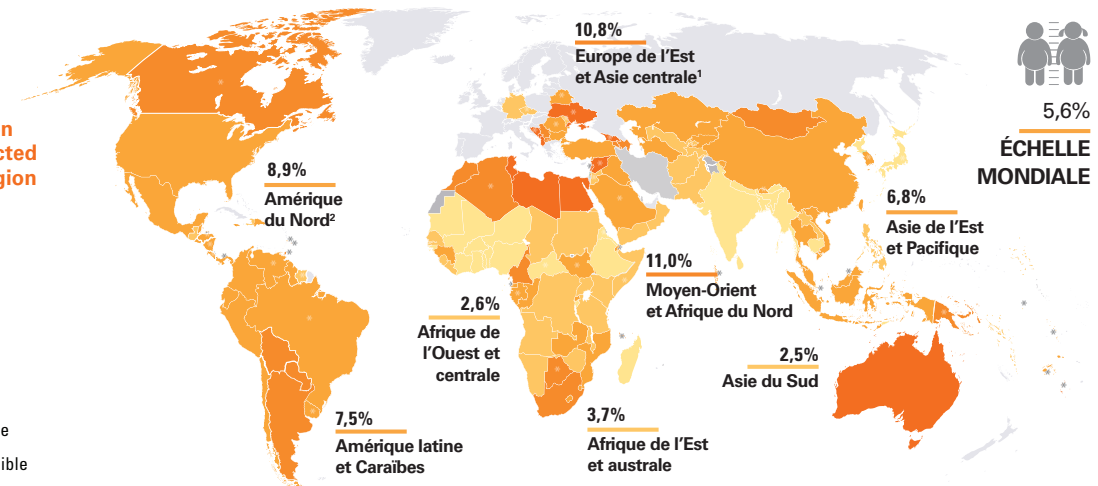 10,8%
Europe de l’Est
et Asie centrale¹
5,6%
ÉCHELLE
MONDIALE
n
cted
gion
8,9%
Amérique
du Nord²
6,8%
Asie de l’Est
et Pacifique
11,0%
Moyen-Orient
et Afrique du Nord
2,6%
Afrique de
l’Ouest et
centrale
2,5%
Asie du Sud
7,5%
Amérique latine
et Caraïbes
3,7%
Afrique de l’Est
et australe
e
ible